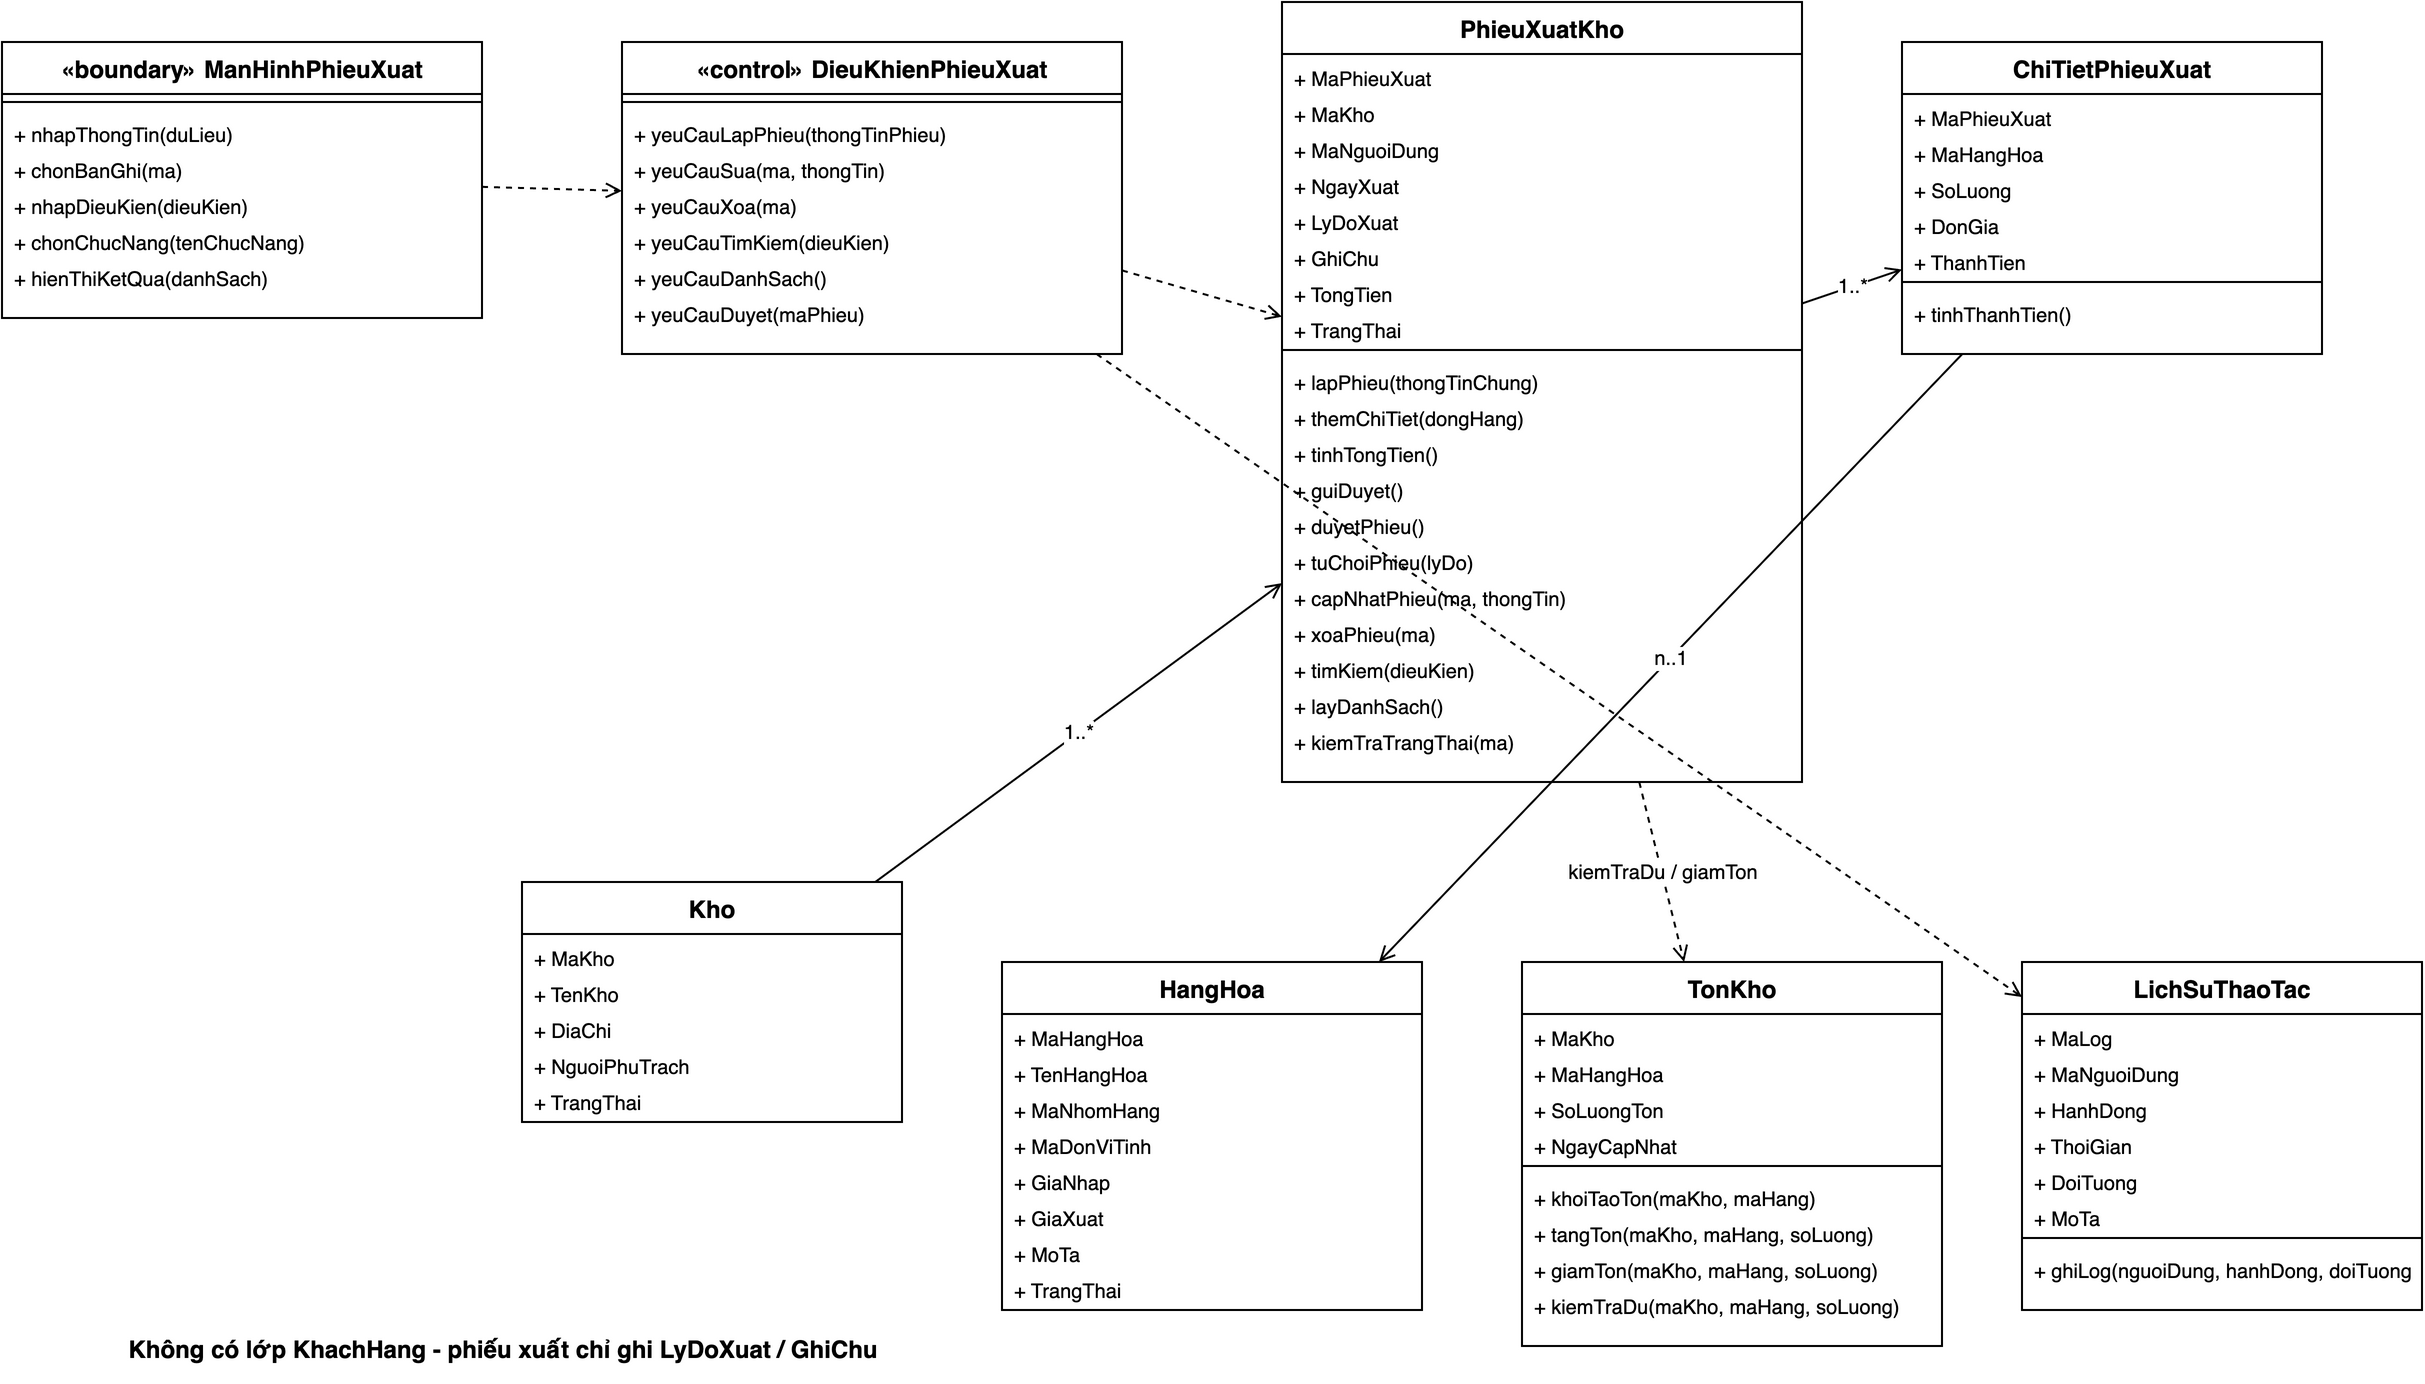 «boundary» ManHinhPhieuXuat
+ nhapThongTin(duLieu)
+ chonBanGhi(ma)
+ nhapDieuKien(dieuKien)
+ chonChucNang(tenChucNang)
+ hienThiKetQua(danhSach)
«control» DieuKhienPhieuXuat
+ yeuCauLapPhieu(thongTinPhieu)
+ yeuCauSua(ma, thongTin)
+ yeuCauXoa(ma)
+ yeuCauTimKiem(dieuKien)
+ yeuCauDanhSach()
+ yeuCauDuyet(maPhieu)
PhieuXuatKho
+ MaPhieuXuat
+ MaKho
+ MaNguoiDung
+ NgayXuat
+ LyDoXuat
+ GhiChu
+ TongTien
+ TrangThai
+ lapPhieu(thongTinChung)
+ themChiTiet(dongHang)
+ tinhTongTien()
+ guiDuyet()
+ duyetPhieu()
+ tuChoiPhieu(lyDo)
+ capNhatPhieu(ma, thongTin)
+ xoaPhieu(ma)
+ timKiem(dieuKien)
+ layDanhSach()
+ kiemTraTrangThai(ma)
1..*
ChiTietPhieuXuat
+ MaPhieuXuat
+ MaHangHoa
+ SoLuong
+ DonGia
+ ThanhTien
+ tinhThanhTien()
n..1
1..*
kiemTraDu / giamTon
Kho
+ MaKho
+ TenKho
+ DiaChi
+ NguoiPhuTrach
+ TrangThai
HangHoa
+ MaHangHoa
+ TenHangHoa
+ MaNhomHang
+ MaDonViTinh
+ GiaNhap
+ GiaXuat
+ MoTa
+ TrangThai
TonKho
+ MaKho
+ MaHangHoa
+ SoLuongTon
+ NgayCapNhat
+ khoiTaoTon(maKho, maHang)
+ tangTon(maKho, maHang, soLuong)
+ giamTon(maKho, maHang, soLuong)
+ kiemTraDu(maKho, maHang, soLuong)
LichSuThaoTac
+ MaLog
+ MaNguoiDung
+ HanhDong
+ ThoiGian
+ DoiTuong
+ MoTa
+ ghiLog(nguoiDung, hanhDong, doiTuong
Không có lớp KhachHang - phiếu xuất chỉ ghi LyDoXuat / GhiChu